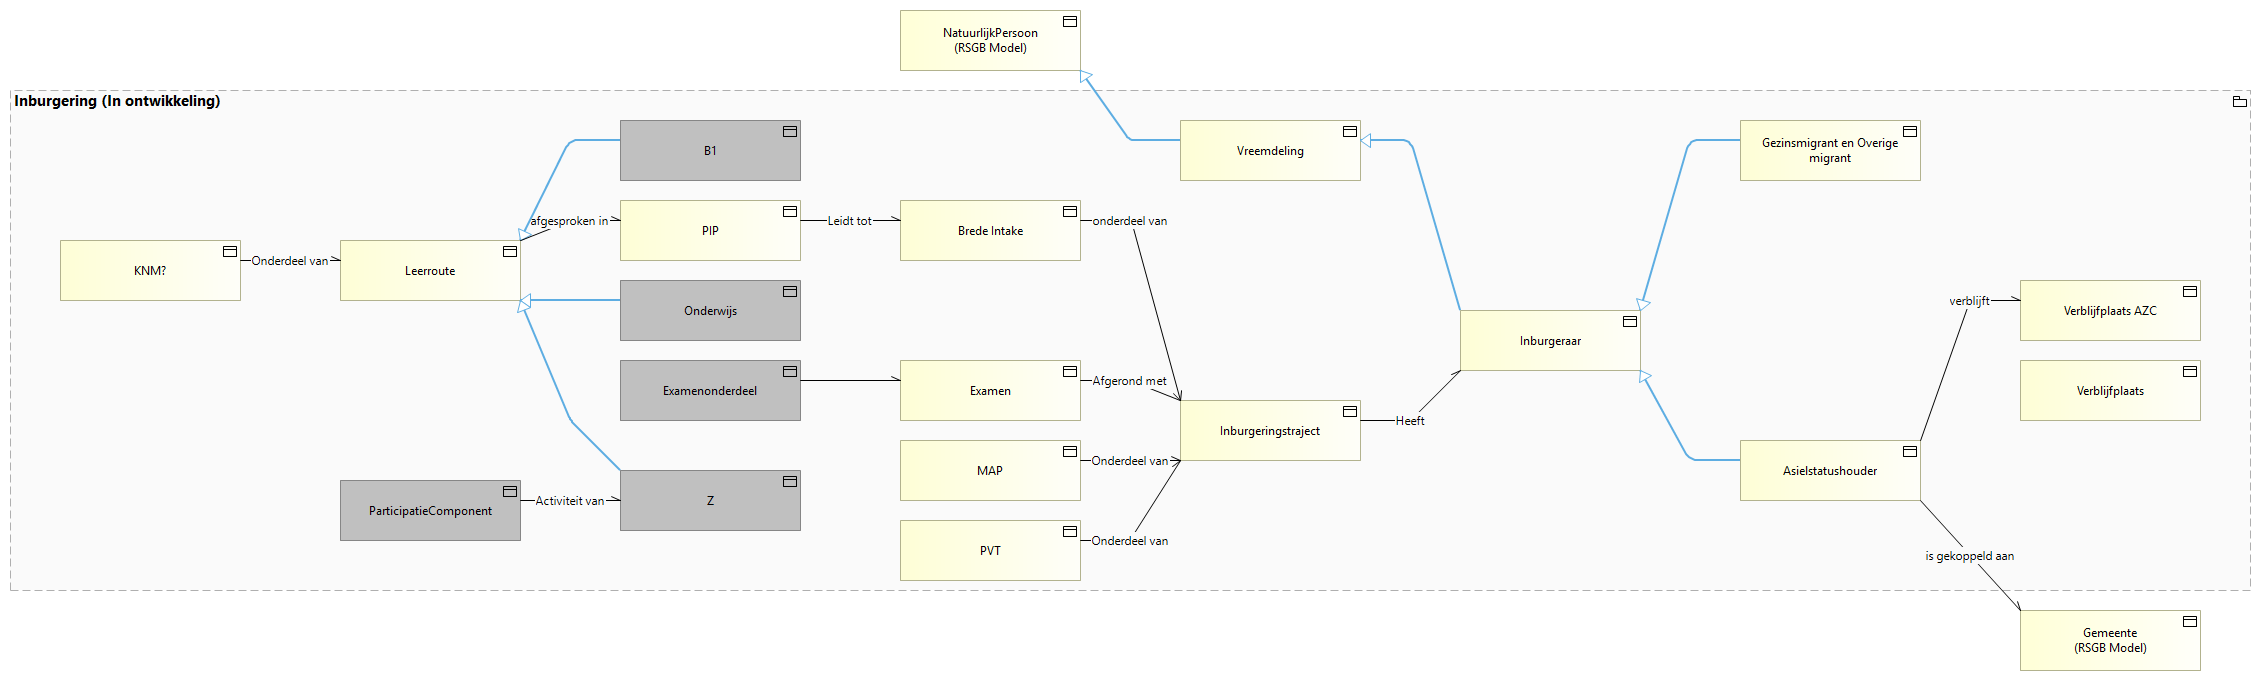 NatuurlijkPersoon
(RSGB Model)
Inburgering (In ontwikkeling)
B1
Vreemdeling
Gezinsmigrant en Overige
migrant
afgesproken in
PIP
Leidt tot
Brede Intake
onderdeel van
KNM?
Onderdeel van
Leerroute
Onderwijs
verblijft
Verblijfplaats AZC
Inburgeraar
Examenonderdeel
Examen
Afgerond met
Verblijfplaats
Inburgeringstraject
Heeft
MAP
Onderdeel van
Asielstatushouder
ParticipatieComponent
Activiteit van
Z
PVT
Onderdeel van
is gekoppeld aan
Gemeente
(RSGB Model)